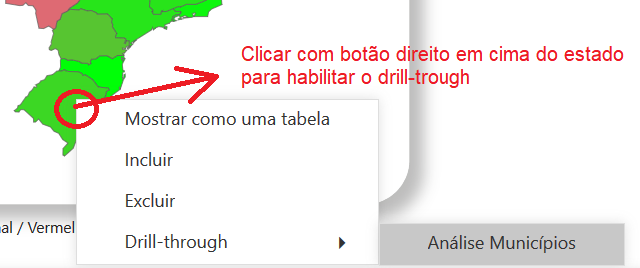 Clicar com botão direito em cima do estado
para habilitar o drill-trough
Mostrar como uma tabela
Incluir
Excluir
al / Vermel
Drill-through
Análise Municípios